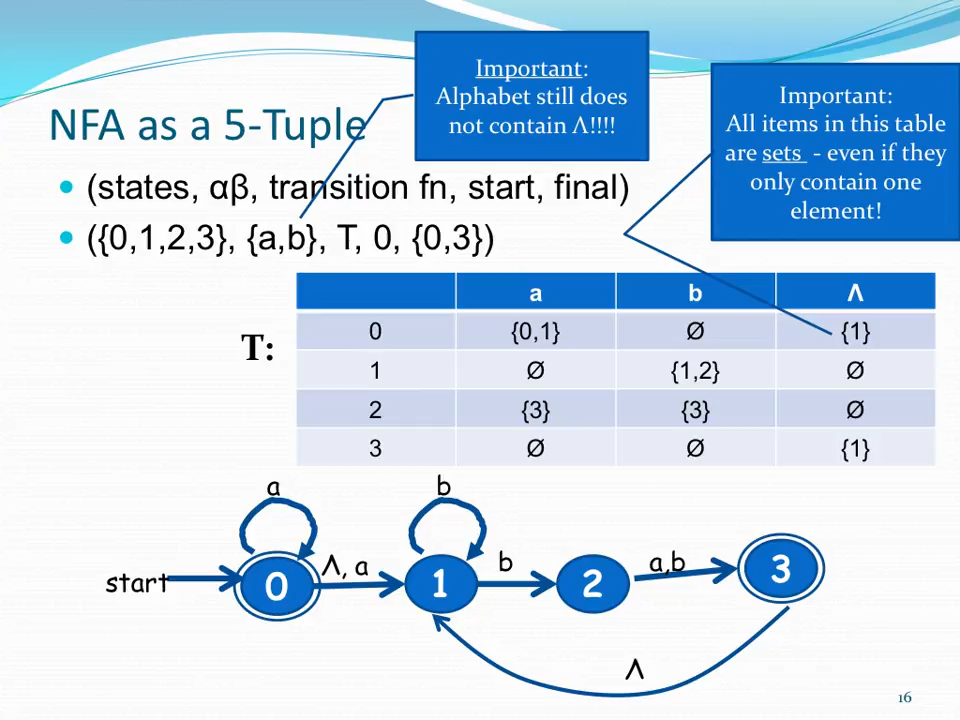 Important:
Alphabet still does
not contain Λ!!!!
Important:
All items in this table
are sets - even if they
only contain one
element!
NFA as a 5-Tuple
(states, αβ, transition fn, start, final)
({0,1,2,3}, {a,b}, T, 0, {0,3})
T:
a b Λ
0 {0,1} Ø {1}
1 Ø {1,2} Ø
2 {3} {3} Ø
3 Ø Ø {1}
a b
start 0 Λ, a 1 b 2 a,b 3
Λ
16